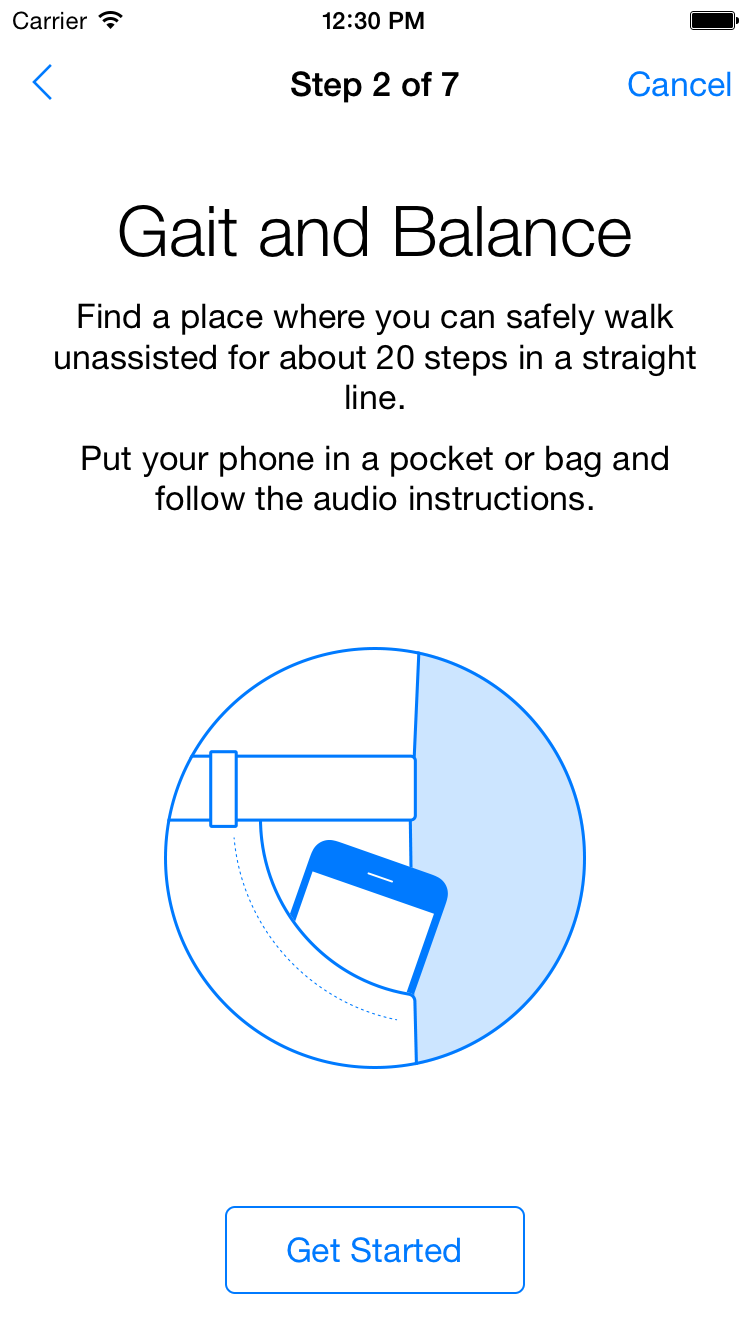 Carrier 12:30 PM
Step 2 of 7 Cancel
Gait and Balance
Find a place where you can safely walk
unassisted for about 20 steps in a straight
line.
Put your phone in a pocket or bag and
follow the audio instructions.
Get Started